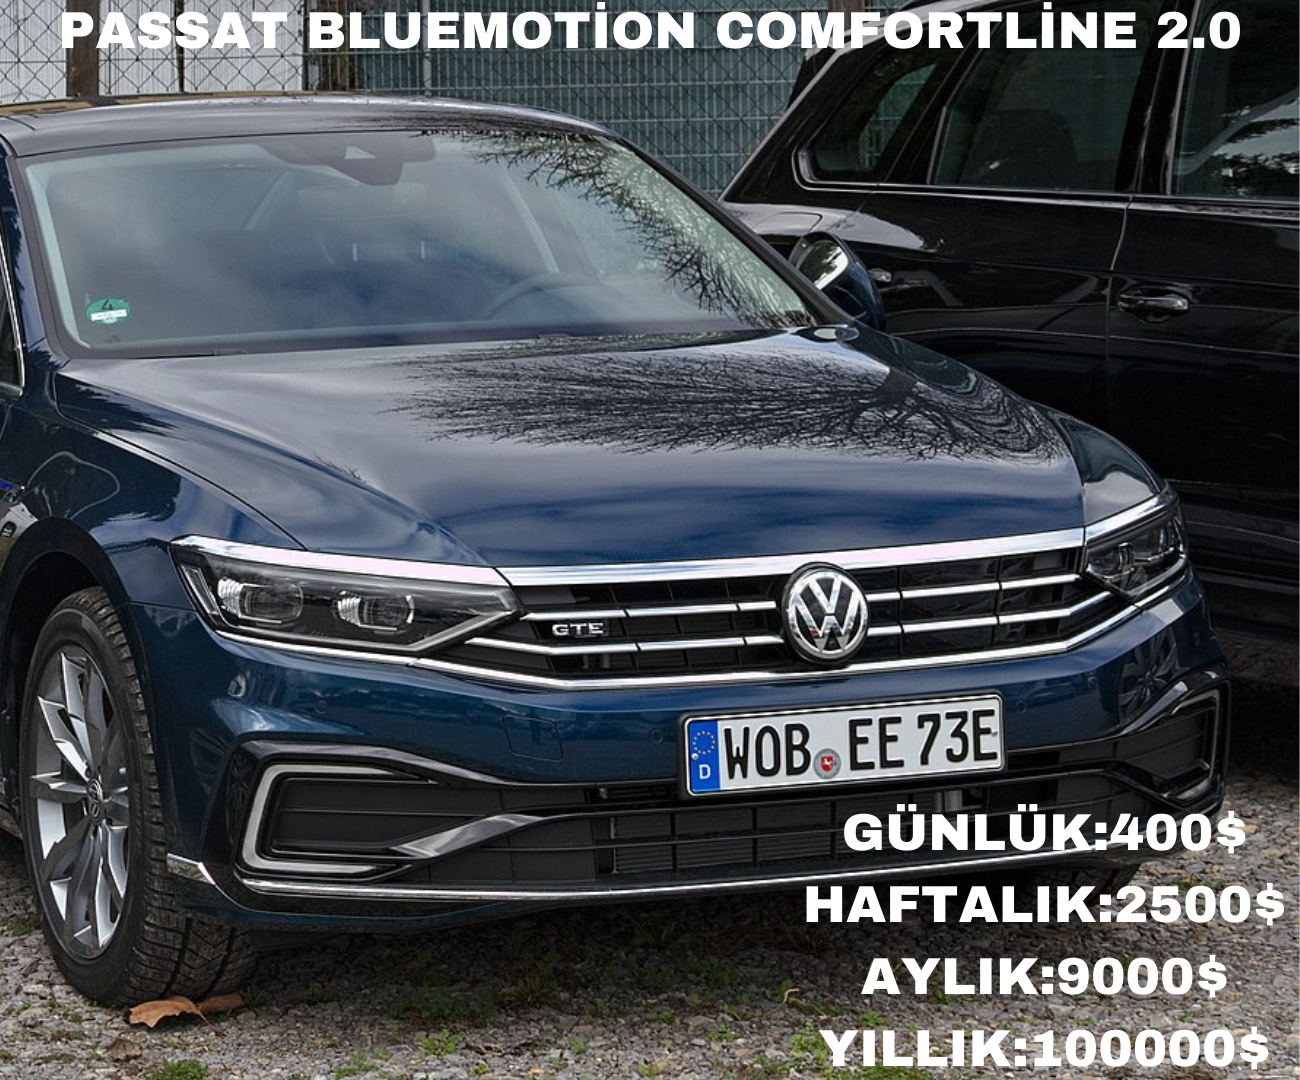 PASSAT BLUEMOTİON COMFORTLİNE 2.0
GTE
WOB EE 73E
D
GÜNLÜK:400$
HAFTALIK:2500$
AYLIK:9000$
YILLIK:100000$